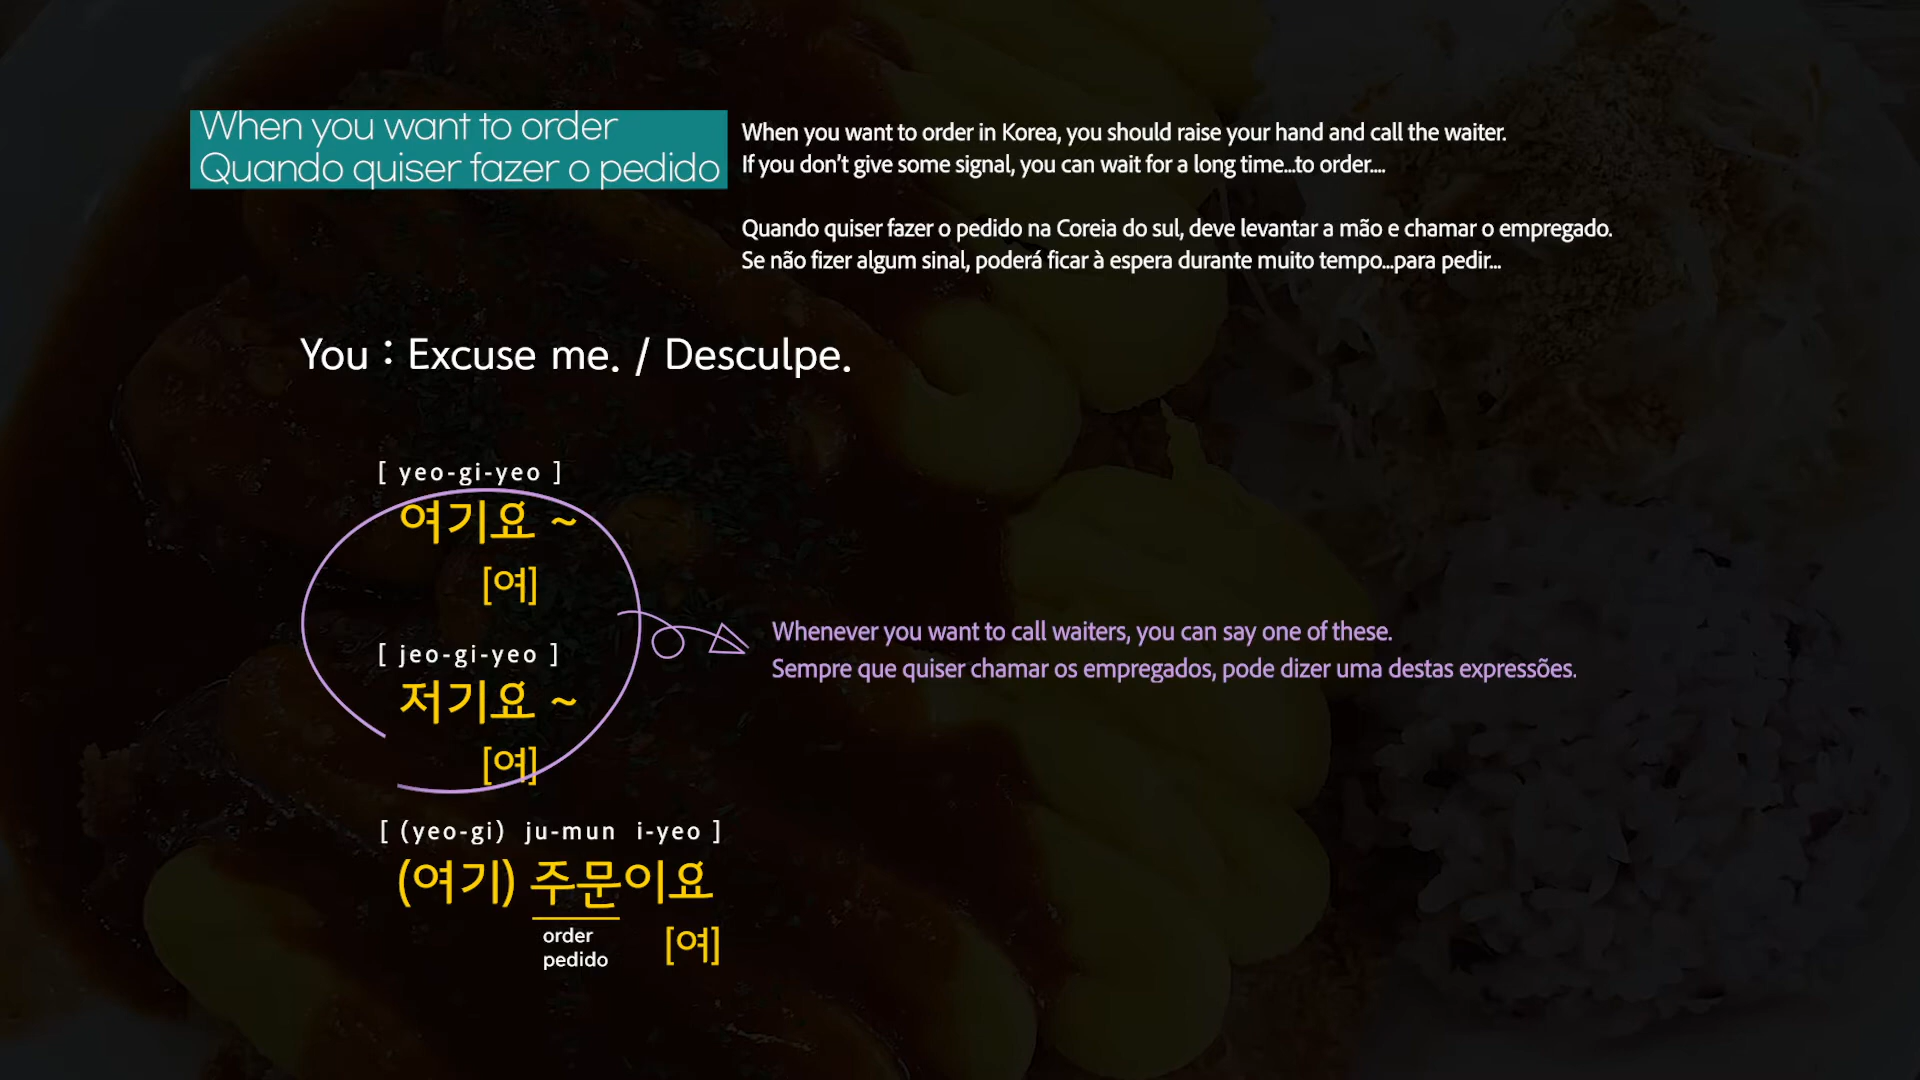 When you want to order
Quando quiser fazer o pedido
When you want to order in Korea, you should raise your hand and call the waiter.
If you don't give some signal, you can wait for a long time...to order....
Quando quiser fazer o pedido na Coreia do sul, deve levantar a mão e chamar o empregado.
Se não fizer algum sinal, poderá ficar à espera durante muito tempo...para pedir...
You : Excuse me. / Desculpe.
[ yeo-gi-yeo ]
여기요 ~
[여]
[ jeo-gi-yeo ]
저기요 ~
[여]
Whenever you want to call waiters, you can say one of these.
Sempre que quiser chamar os empregados, pode dizer uma destas expressões.
[ (yeo-gi) ju-mun i-yeo ]
(여기) 주문이요
order
pedido
[여]